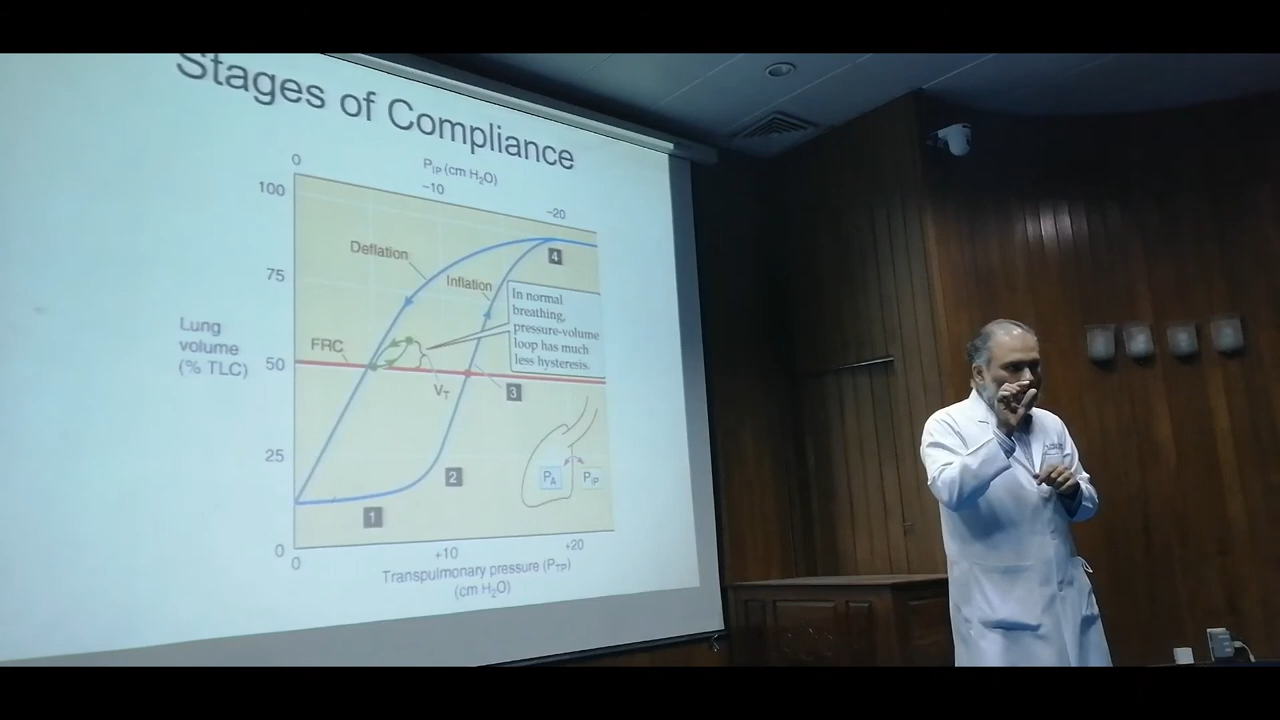 Stages of Compliance
P_IP (cm H₂O)
0
−10
−20
100
75
50
25
0
Lung
volume
(% TLC)
Deflation
Inflation
4
In normal
breathing,
pressure-volume
loop has much
less hysteresis.
FRC
V_T
3
2
1
P_A
P_IP
0
+10
+20
Transpulmonary pressure (P_TP)
(cm H₂O)